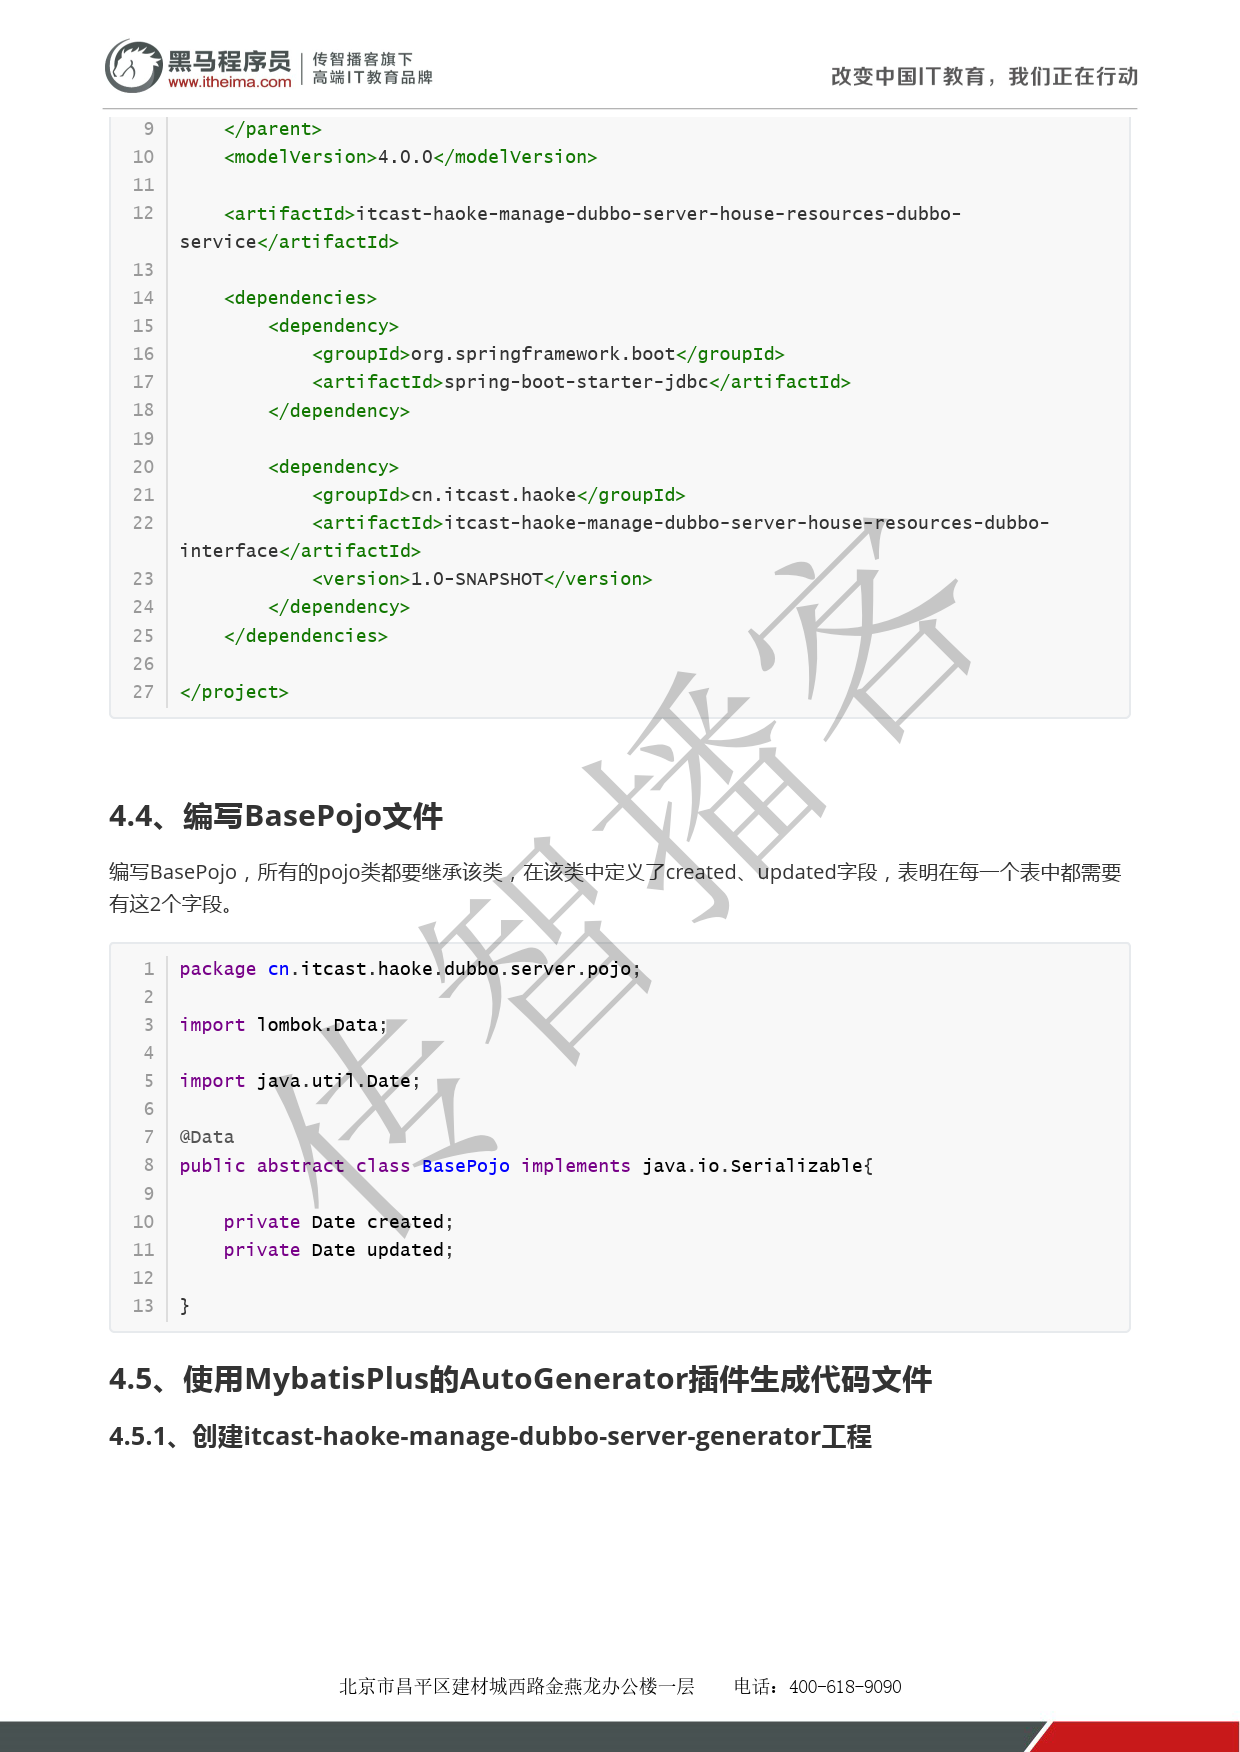 黑马程序员
www.itheima.com
传智播客旗下
高端IT教育品牌
改变中国IT教育，我们正在行动
9     </parent>
10     <modelVersion>4.0.0</modelVersion>
11
12     <artifactId>itcast-haoke-manage-dubbo-server-house-resources-dubbo-
service</artifactId>
13
14     <dependencies>
15         <dependency>
16             <groupId>org.springframework.boot</groupId>
17             <artifactId>spring-boot-starter-jdbc</artifactId>
18         </dependency>
19
20         <dependency>
21             <groupId>cn.itcast.haoke</groupId>
22             <artifactId>itcast-haoke-manage-dubbo-server-house-resources-dubbo-
interface</artifactId>
23             <version>1.0-SNAPSHOT</version>
24         </dependency>
25     </dependencies>
26
27 </project>
4.4、编写BasePojo文件
编写BasePojo，所有的pojo类都要继承该类，在该类中定义了created、updated字段，表明在每一个表中都需要
有这2个字段。
1 package cn.itcast.haoke.dubbo.server.pojo;
2
3 import lombok.Data;
4
5 import java.util.Date;
6
7 @Data
8 public abstract class BasePojo implements java.io.Serializable{
9
10     private Date created;
11     private Date updated;
12
13 }
传智播客
4.5、使用MybatisPlus的AutoGenerator插件生成代码文件
4.5.1、创建itcast-haoke-manage-dubbo-server-generator工程
北京市昌平区建材城西路金燕龙办公楼一层 电话：400-618-9090